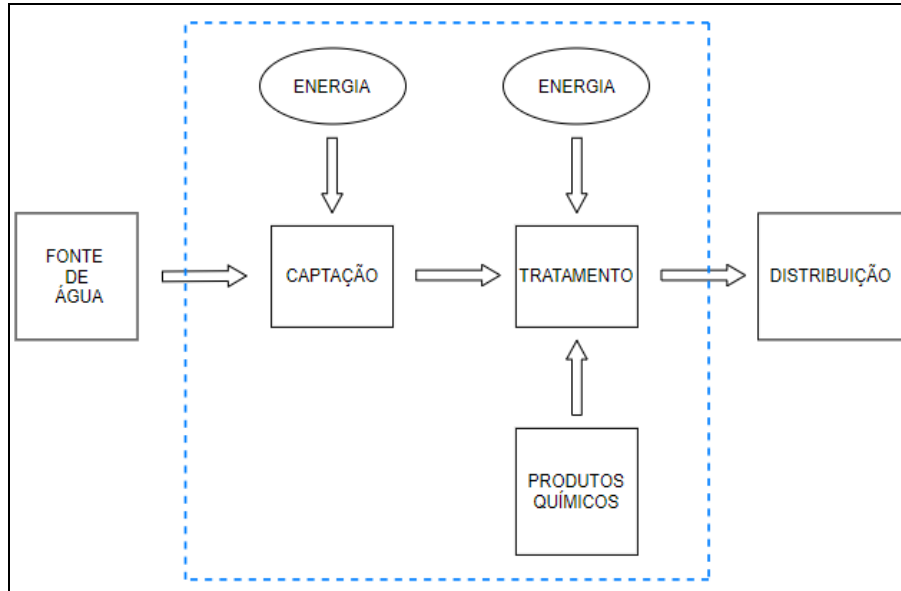 ENERGIA
ENERGIA
FONTE
DE
ÁGUA
CAPTAÇÃO
TRATAMENTO
DISTRIBUIÇÃO
PRODUTOS
QUÍMICOS